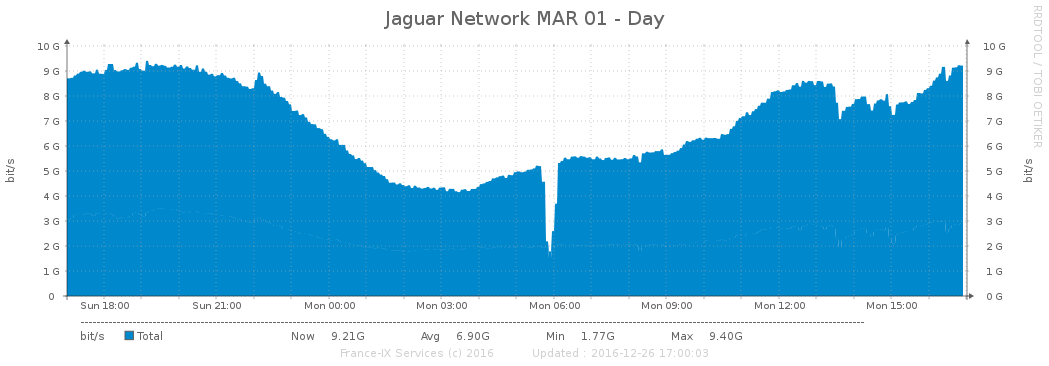 Jaguar Network MAR 01 - Day
RRDTOOL / TOBI OETIKER
bit/s
bit/s
10 G 10 G
9 G 9 G
8 G 8 G
7 G 7 G
6 G 6 G
5 G 5 G
4 G 4 G
3 G 3 G
2 G 2 G
1 G 1 G
0 0 G
Sun 18:00 Sun 21:00 Mon 00:00 Mon 03:00 Mon 06:00 Mon 09:00 Mon 12:00 Mon 15:00
bit/s Total Now 9.21G Avg 6.90G Min 1.77G Max 9.40G
France-IX Services (c) 2016 Updated : 2016-12-26 17:00:03